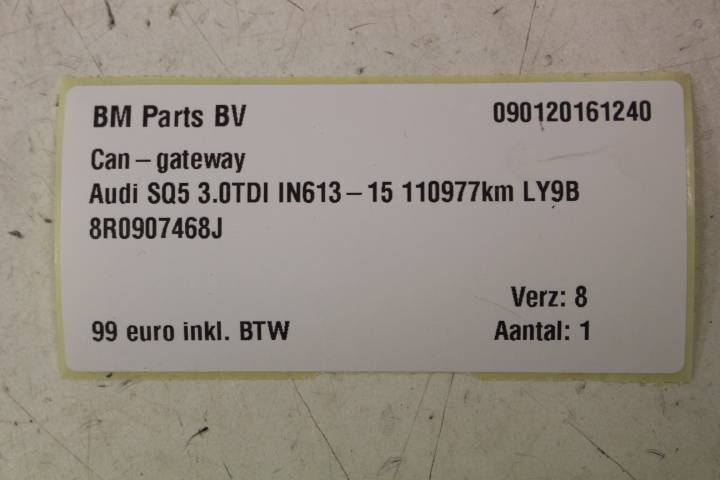 BM Parts BV 090120161240
Can-gateway
Audi SQ5 3.0TDI IN613-15 110977km LY9B
8R0907468J
Verz: 8
99 euro inkl. BTW Aantal: 1